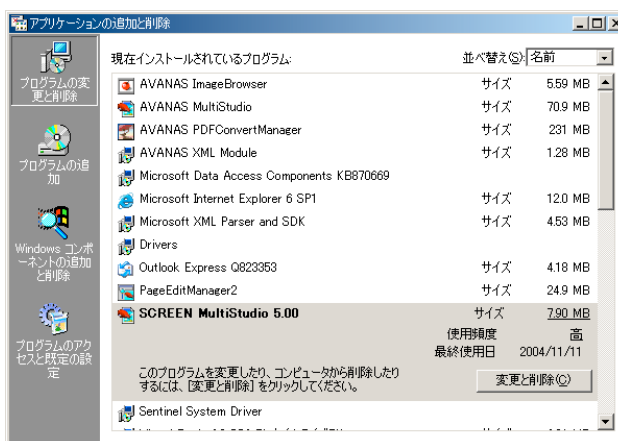 アプリケーションの追加と削除
プログラムの変
更と削除
プログラムの追
加
Windows コンポ
ーネントの追加
と削除
プログラムのアク
セスと既定の設
定
現在インストールされているプログラム:
並べ替え(S): 名前
AVANAS ImageBrowser サイズ 5.59 MB
AVANAS MultiStudio サイズ 70.9 MB
AVANAS PDFConvertManager サイズ 231 MB
AVANAS XML Module サイズ 1.28 MB
Microsoft Data Access Components KB870669
Microsoft Internet Explorer 6 SP1 サイズ 12.0 MB
Microsoft XML Parser and SDK サイズ 4.53 MB
Drivers
Outlook Express Q823353 サイズ 4.18 MB
PageEditManager2 サイズ 24.9 MB
SCREEN MultiStudio 5.00 サイズ 7.90 MB
使用頻度 高
最終使用日 2004/11/11
このプログラムを変更したり、コンピュータから削除したり
するには、[変更と削除] をクリックしてください。
変更と削除(C)
Sentinel System Driver